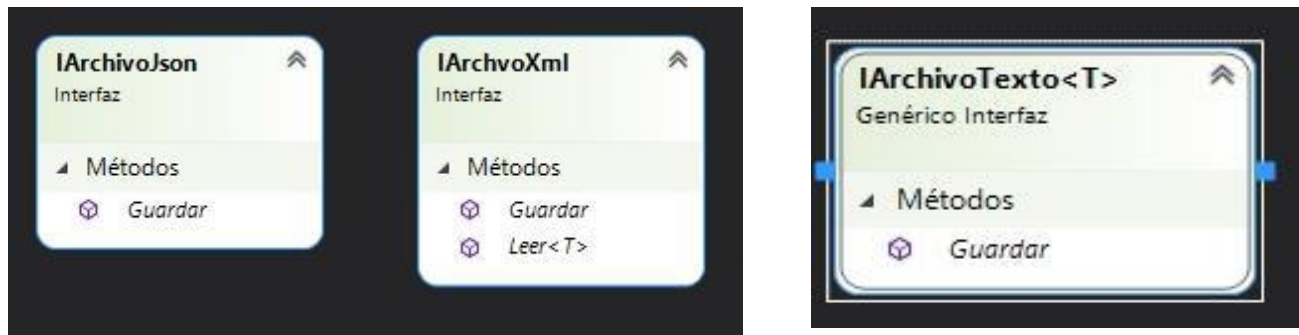 IArchivoJson
Interfaz
Métodos
Guardar
IArchvoXml
Interfaz
Métodos
Guardar
Leer<T>
IArchivoTexto<T>
Genérico Interfaz
Métodos
Guardar